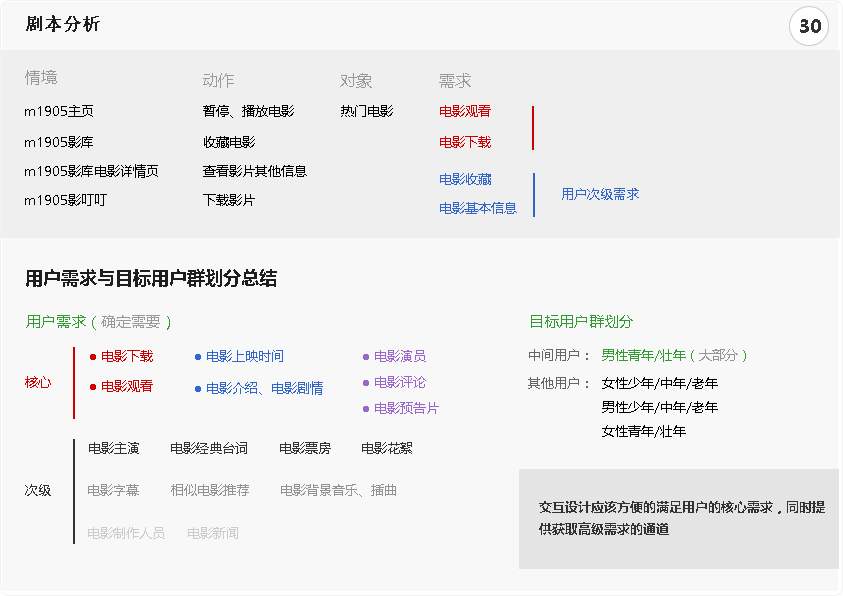 剧本分析
30
情境 动作 对象 需求
m1905主页 暂停、播放电影 热门电影 电影观看
m1905影库 收藏电影 电影下载
m1905影库电影详情页 查看影片其他信息 电影收藏
m1905影叮叮 下载影片 电影基本信息
用户次级需求
用户需求与目标用户群划分总结
用户需求（确定需要）
核心
● 电影下载 ● 电影上映时间 ● 电影演员
● 电影观看 ● 电影介绍、电影剧情 ● 电影评论
● 电影预告片
次级
电影主演 电影经典台词 电影票房 电影花絮
电影字幕 相似电影推荐 电影背景音乐、插曲
电影制作人员 电影新闻
目标用户群划分
中间用户： 男性青年/壮年（大部分）
其他用户： 女性少年/中年/老年
男性少年/中年/老年
女性青年/壮年
交互设计应该方便的满足用户的核心需求，同时提
供获取高级需求的通道